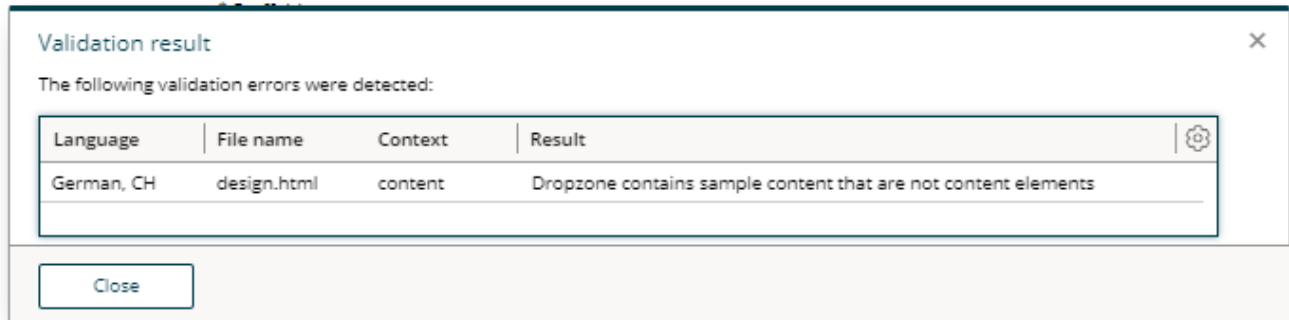 Validation result
The following validation errors were detected:
Language File name Context Result
German, CH design.html content Dropzone contains sample content that are not content elements
Close